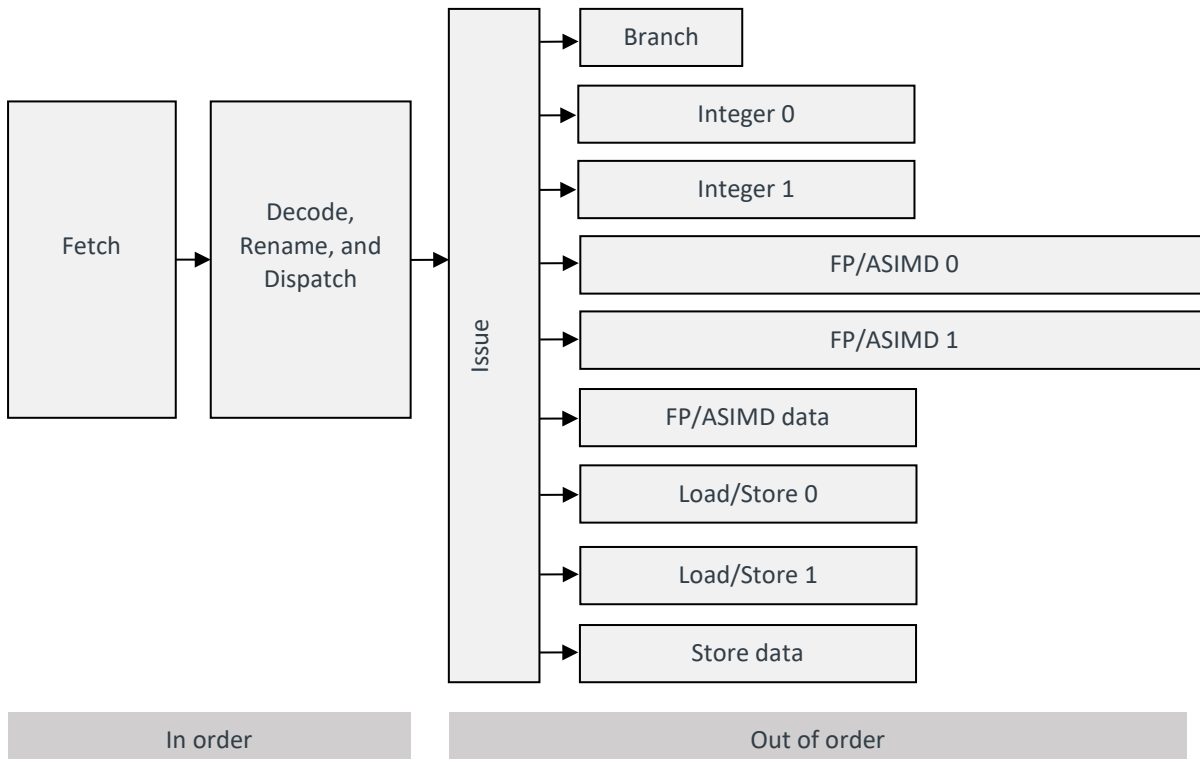 Branch
Integer 0
Integer 1
Fetch
Decode,
Rename, and
Dispatch
FP/ASIMD 0
Issue
FP/ASIMD 1
FP/ASIMD data
Load/Store 0
Load/Store 1
Store data
In order
Out of order